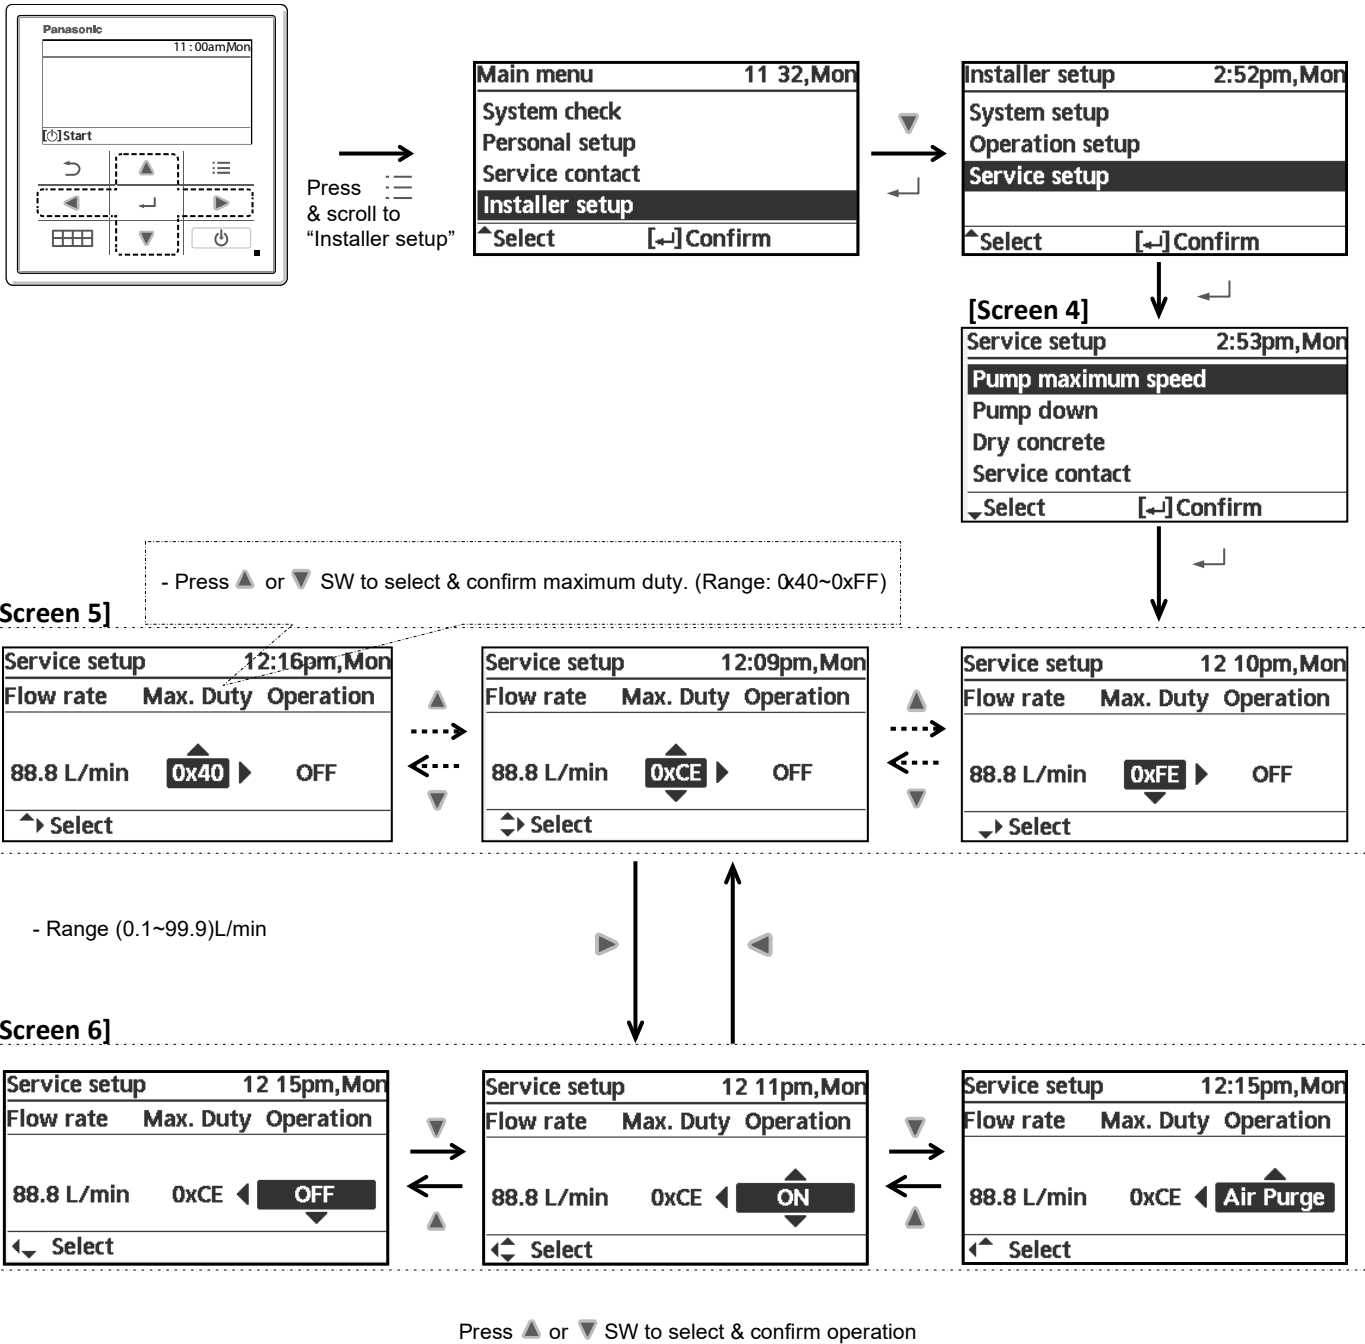 Panasonic
11:00am,Mon
[⏻]Start
Press
& scroll to
“Installer setup”
Main menu 11 32,Mon
System check
Personal setup
Service contact
Installer setup
Select [↵]Confirm
Installer setup 2:52pm,Mon
System setup
Operation setup
Service setup
Select [↵]Confirm
[Screen 4]
Service setup 2:53pm,Mon
Pump maximum speed
Pump down
Dry concrete
Service contact
Select [↵]Confirm
- Press ▲ or ▼ SW to select & confirm maximum duty. (Range: 0x40~0xFF)
Screen 5]
Service setup 12:16pm,Mon
Flow rate Max. Duty Operation
88.8 L/min 0x40 OFF
Select
Service setup 12:09pm,Mon
Flow rate Max. Duty Operation
88.8 L/min 0xCE OFF
Select
Service setup 12 10pm,Mon
Flow rate Max. Duty Operation
88.8 L/min 0xFE OFF
Select
- Range (0.1~99.9)L/min
Screen 6]
Service setup 12 15pm,Mon
Flow rate Max. Duty Operation
88.8 L/min 0xCE OFF
Select
Service setup 12 11pm,Mon
Flow rate Max. Duty Operation
88.8 L/min 0xCE ON
Select
Service setup 12:15pm,Mon
Flow rate Max. Duty Operation
88.8 L/min 0xCE Air Purge
Select
Press ▲ or ▼ SW to select & confirm operation